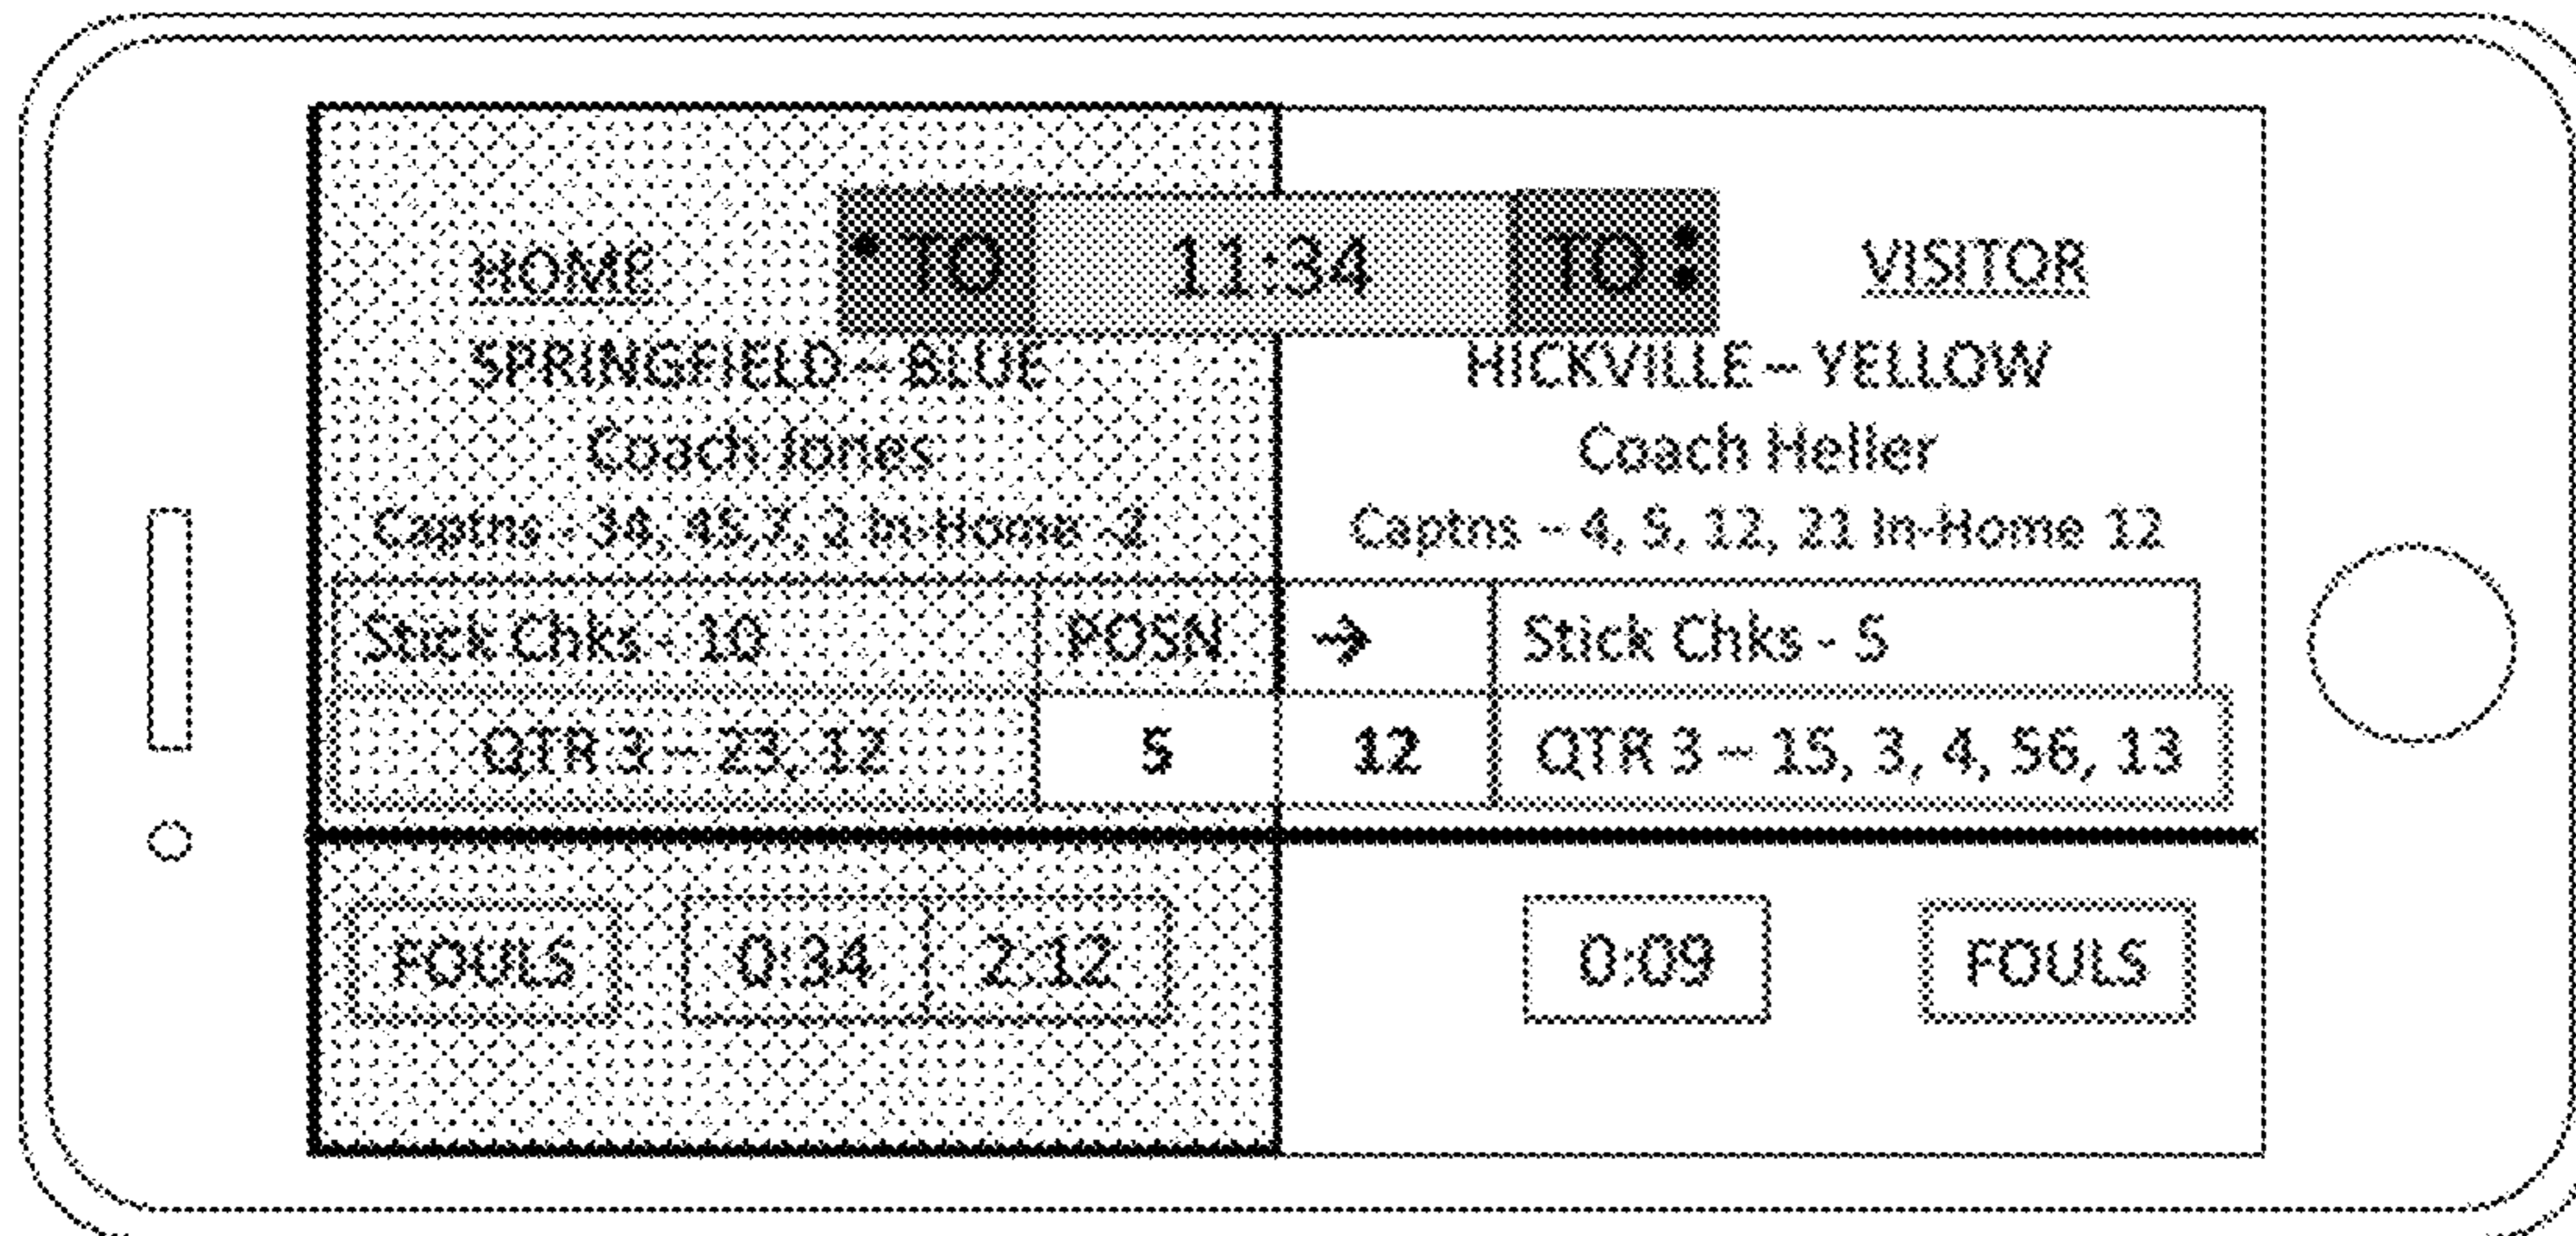 HOME • TO 11:34 TO : VISITOR
SPRINGFIELD – BLUE HICKVILLE – YELLOW
Coach Jones Coach Heller
Captns - 34, 45,7, 2 In-Home -2 Captns – 4, 5, 12, 21 In-Home 12
Stick Chks - 10 POSN → Stick Chks - 5
QTR 3 – 23, 12 5 12 QTR 3 – 15, 3, 4, 56, 13
FOULS 0:34 2:12 0:09 FOULS